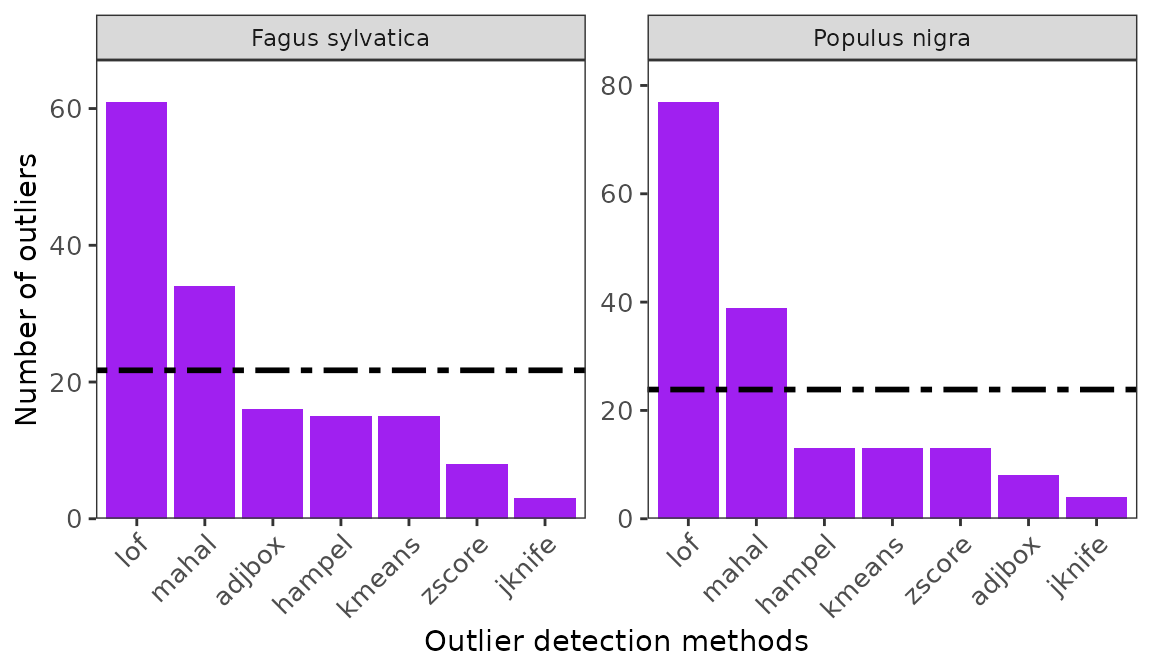 Fagus sylvatica
Populus nigra
Number of outliers
60
40
20
0
80
60
40
20
0
lof
mahal
adjbox
hampel
kmeans
zscore
jknife
lof
mahal
hampel
kmeans
zscore
adjbox
jknife
Outlier detection methods